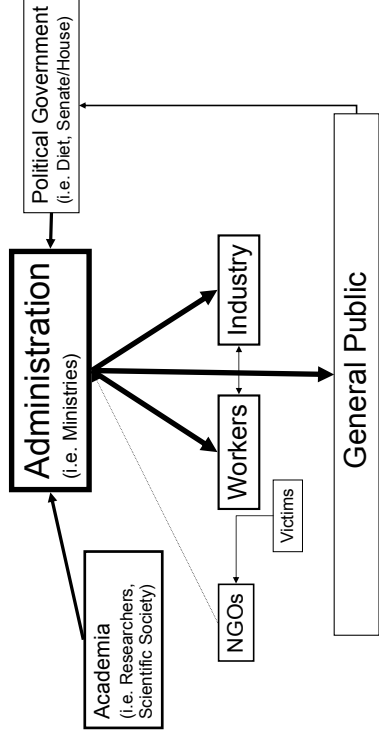 Political Government
(i.e. Diet, Senate/House)
Administration
(i.e. Ministries)
Academia
(i.e. Researchers,
Scientific Society)
Industry
Workers
NGOs
Victims
General Public